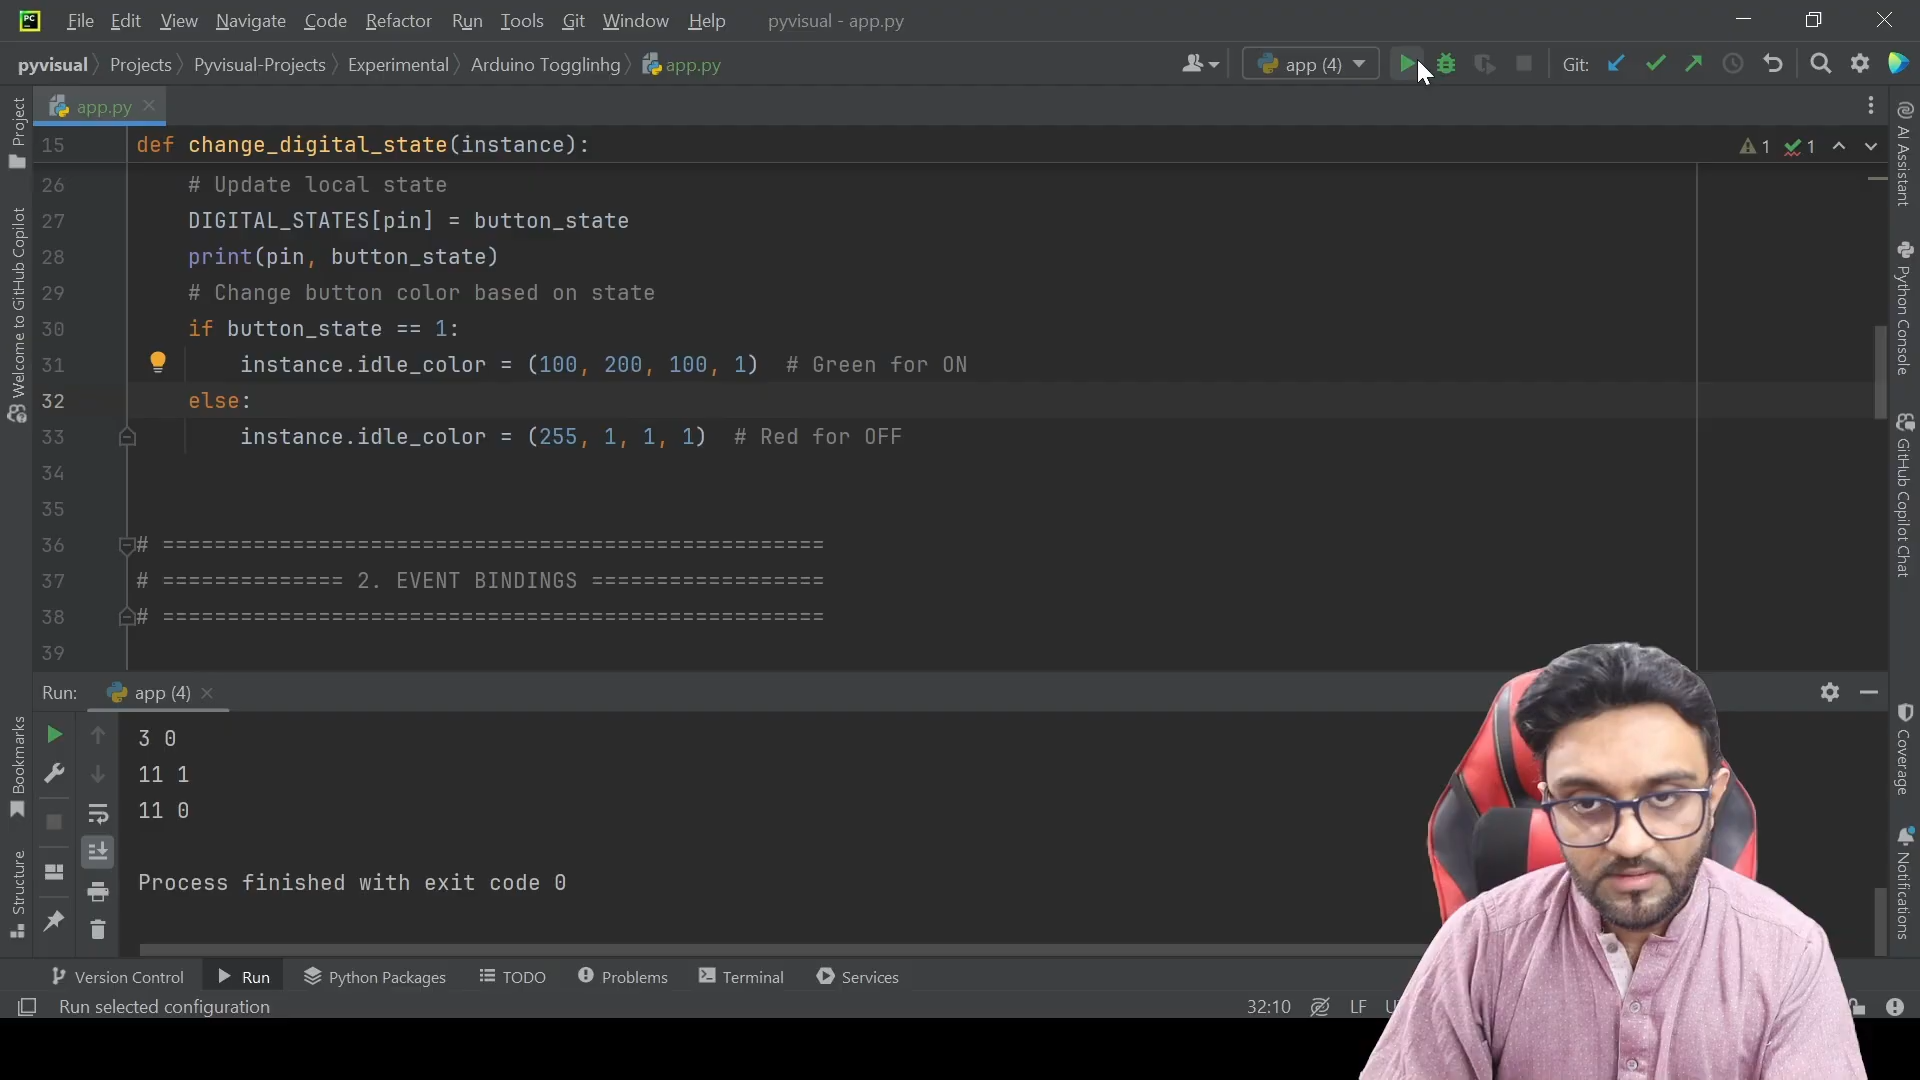 PC File Edit View Navigate Code Refactor Run Tools Git Window Help pyvisual - app.py
pyvisual Projects Pyvisual-Projects Experimental Arduino Togglinhg app.py app (4) Git:
app.py
15 def change_digital_state(instance): 1 1
26 # Update local state
27 DIGITAL_STATES[pin] = button_state
28 print(pin, button_state)
29 # Change button color based on state
30 if button_state == 1:
31 instance.idle_color = (100, 200, 100, 1) # Green for ON
32 else:
33 instance.idle_color = (255, 1, 1, 1) # Red for OFF
34
35
36 # ===================================================
37 # ============== 2. EVENT BINDINGS ==================
38 # ===================================================
39
Run: app (4)
3 0
11 1
11 0
Process finished with exit code 0
Version Control Run Python Packages TODO Problems Terminal Services
Run selected configuration 32:10 LF
Project
Welcome to GitHub Copilot
Bookmarks
Structure
AI Assistant
Python Console
GitHub Copilot Chat
Coverage
Notifications